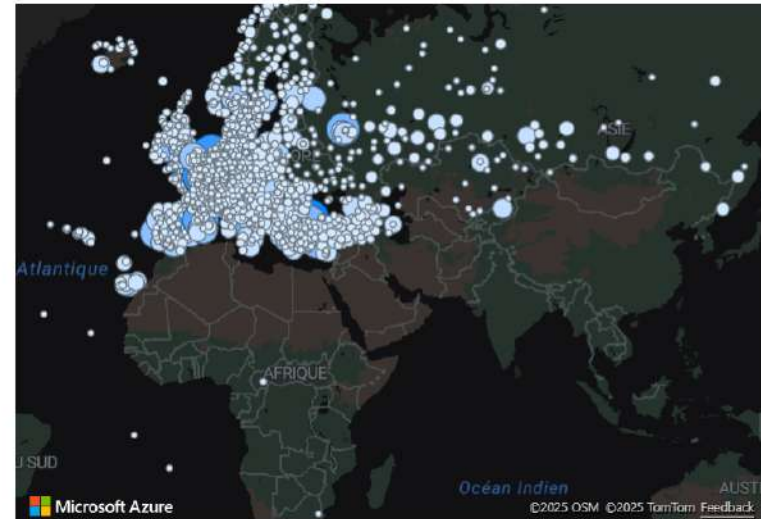 ASIE
Atlantique
AFRIQUE
U SUD
Océan Indien
AUST
Microsoft Azure
©2025 OSM ©2025 TomTom Feedback